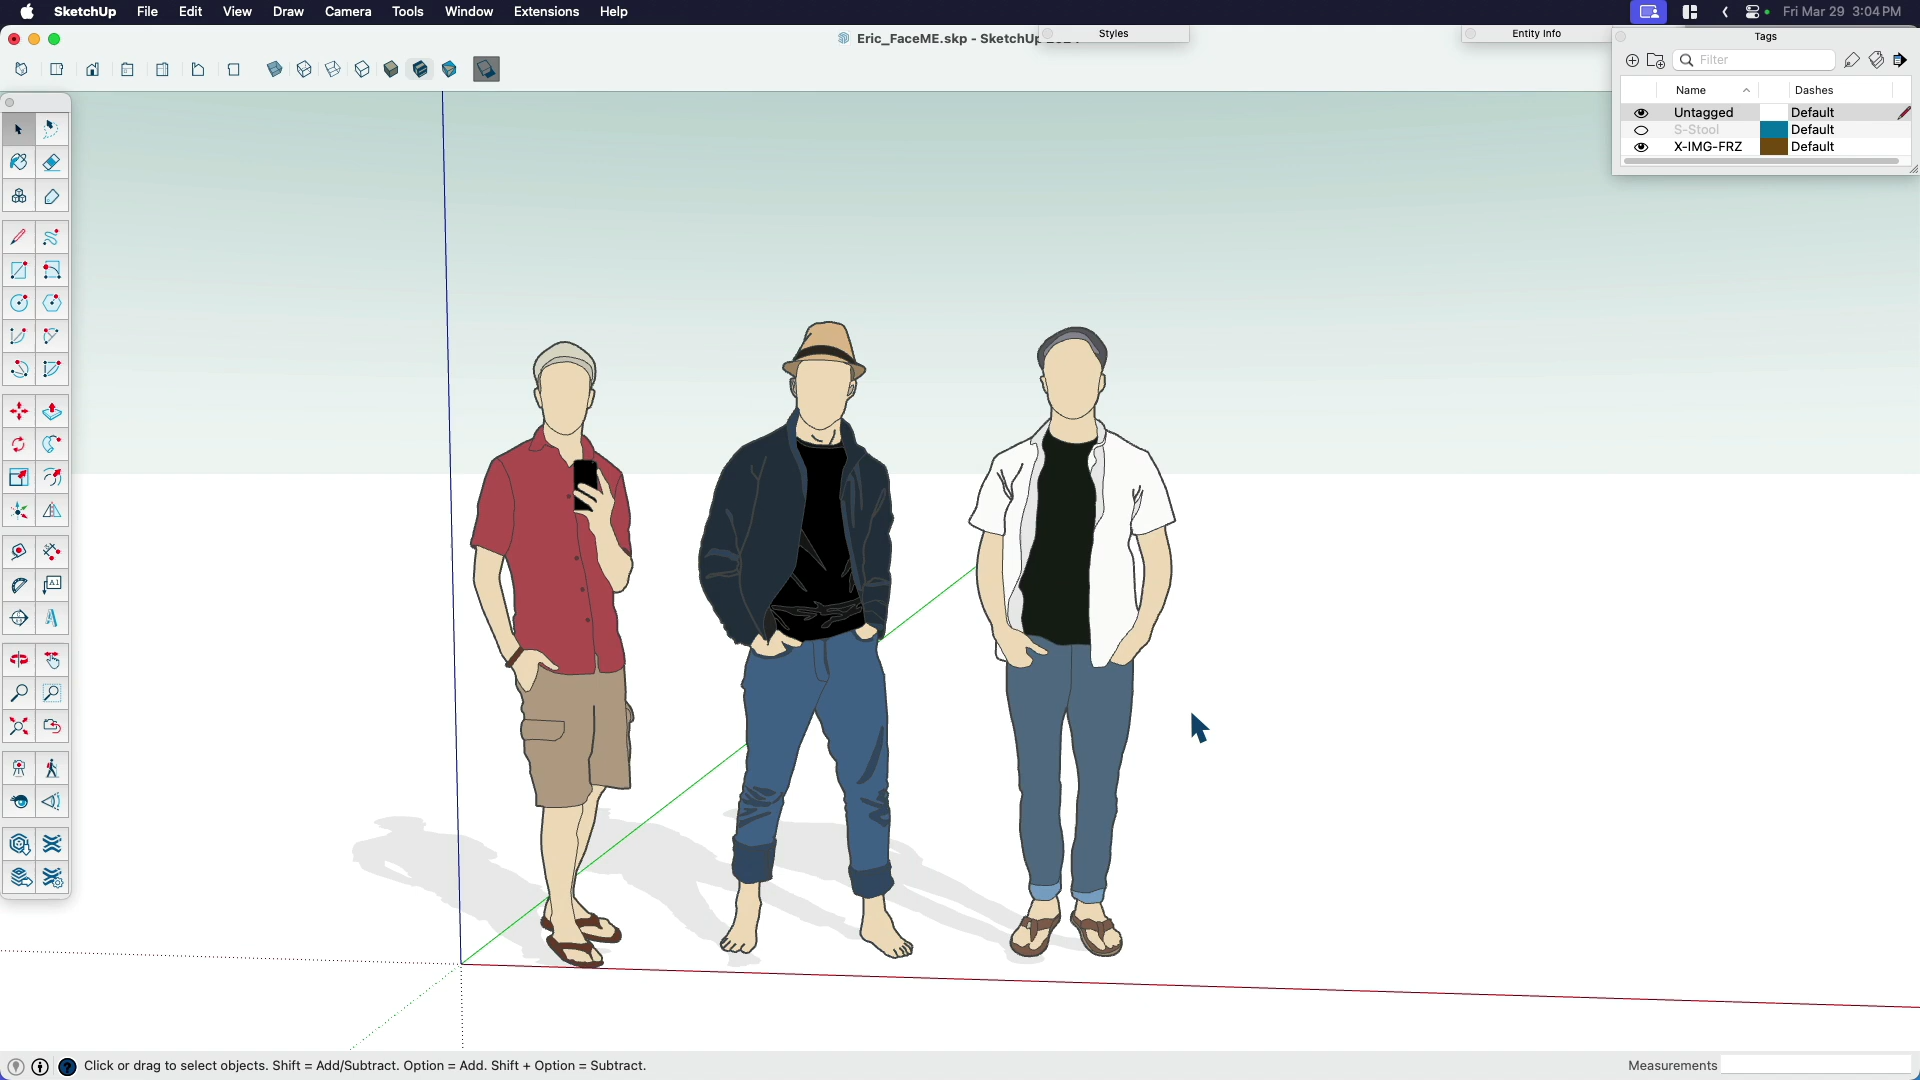 SketchUp File Edit View Draw Camera Tools Window Extensions Help Fri Mar 29 3:04 PM
Eric_FaceME.skp - SketchUp
Styles
Entity Info
Tags
Filter
Name Dashes
Untagged Default
S-Stool Default
X-IMG-FRZ Default
A1
Click or drag to select objects. Shift = Add/Subtract. Option = Add. Shift + Option = Subtract.
Measurements